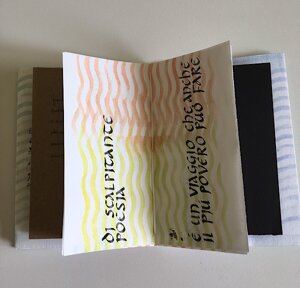 di scalpitante
poesia
è un viaggio che anche
il più povero può fare